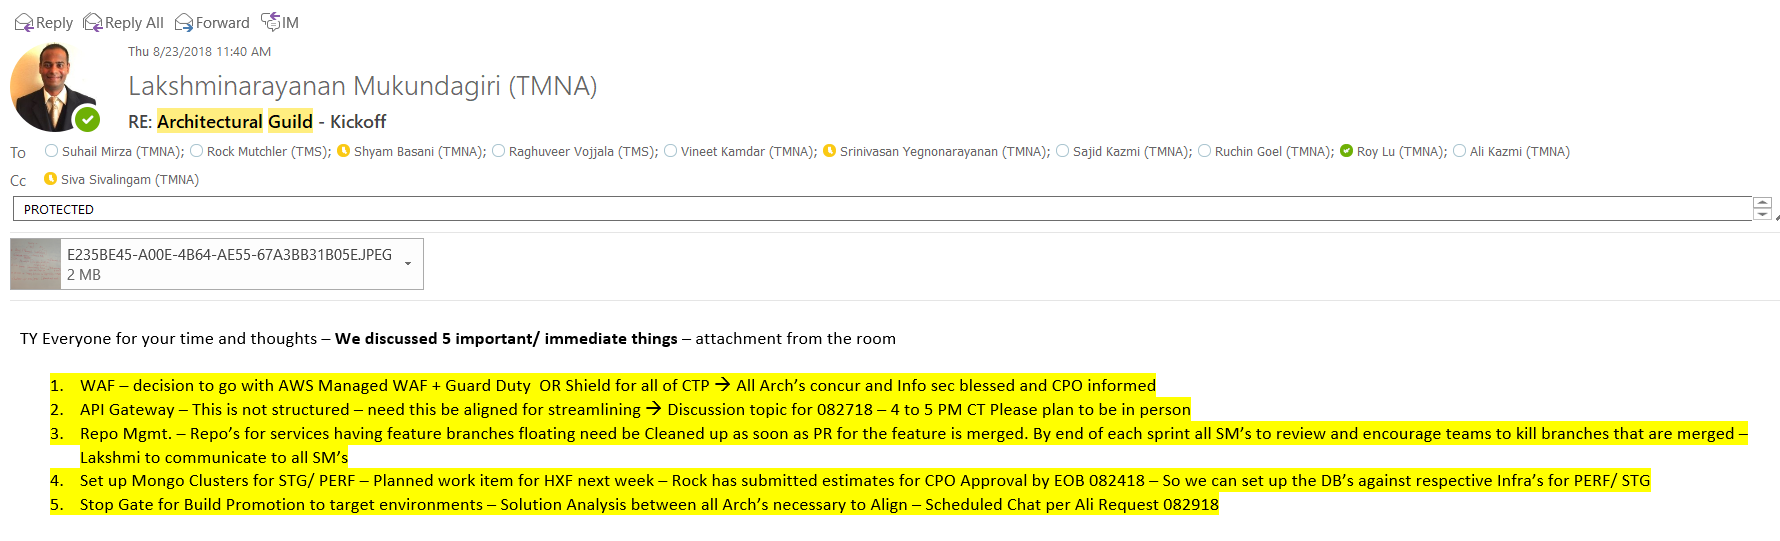 Reply Reply All Forward IM
Thu 8/23/2018 11:40 AM
Lakshminarayanan Mukundagiri (TMNA)
RE: Architectural Guild - Kickoff
To Suhail Mirza (TMNA); Rock Mutchler (TMS); Shyam Basani (TMNA); Raghuveer Vojjala (TMS); Vineet Kamdar (TMNA); Srinivasan Yegnonarayanan (TMNA); Sajid Kazmi (TMNA); Ruchin Goel (TMNA); Roy Lu (TMNA); Ali Kazmi (TMNA)
Cc Siva Sivalingam (TMNA)
PROTECTED
E235BE45-A00E-4B64-AE55-67A3BB31B05E.JPEG
2 MB
TY Everyone for your time and thoughts – We discussed 5 important/ immediate things – attachment from the room
1. WAF – decision to go with AWS Managed WAF + Guard Duty  OR Shield for all of CTP → All Arch's concur and Info sec blessed and CPO informed
2. API Gateway – This is not structured – need this be aligned for streamlining → Discussion topic for 082718 – 4 to 5 PM CT Please plan to be in person
3. Repo Mgmt. – Repo's for services having feature branches floating need be Cleaned up as soon as PR for the feature is merged. By end of each sprint all SM's to review and encourage teams to kill branches that are merged –
Lakshmi to communicate to all SM's
4. Set up Mongo Clusters for STG/ PERF – Planned work item for HXF next week – Rock has submitted estimates for CPO Approval by EOB 082418 – So we can set up the DB's against respective Infra's for PERF/ STG
5. Stop Gate for Build Promotion to target environments – Solution Analysis between all Arch's necessary to Align – Scheduled Chat per Ali Request 082918